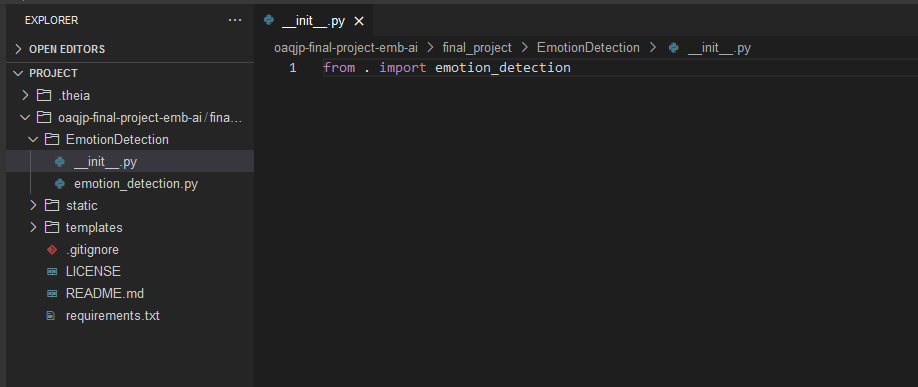 EXPLORER
···
OPEN EDITORS
PROJECT
.theia
oaqjp-final-project-emb-ai / fina...
EmotionDetection
__init__.py
emotion_detection.py
static
templates
.gitignore
LICENSE
README.md
requirements.txt
__init__.py ×
oaqjp-final-project-emb-ai > final_project > EmotionDetection > __init__.py
1 from . import emotion_detection